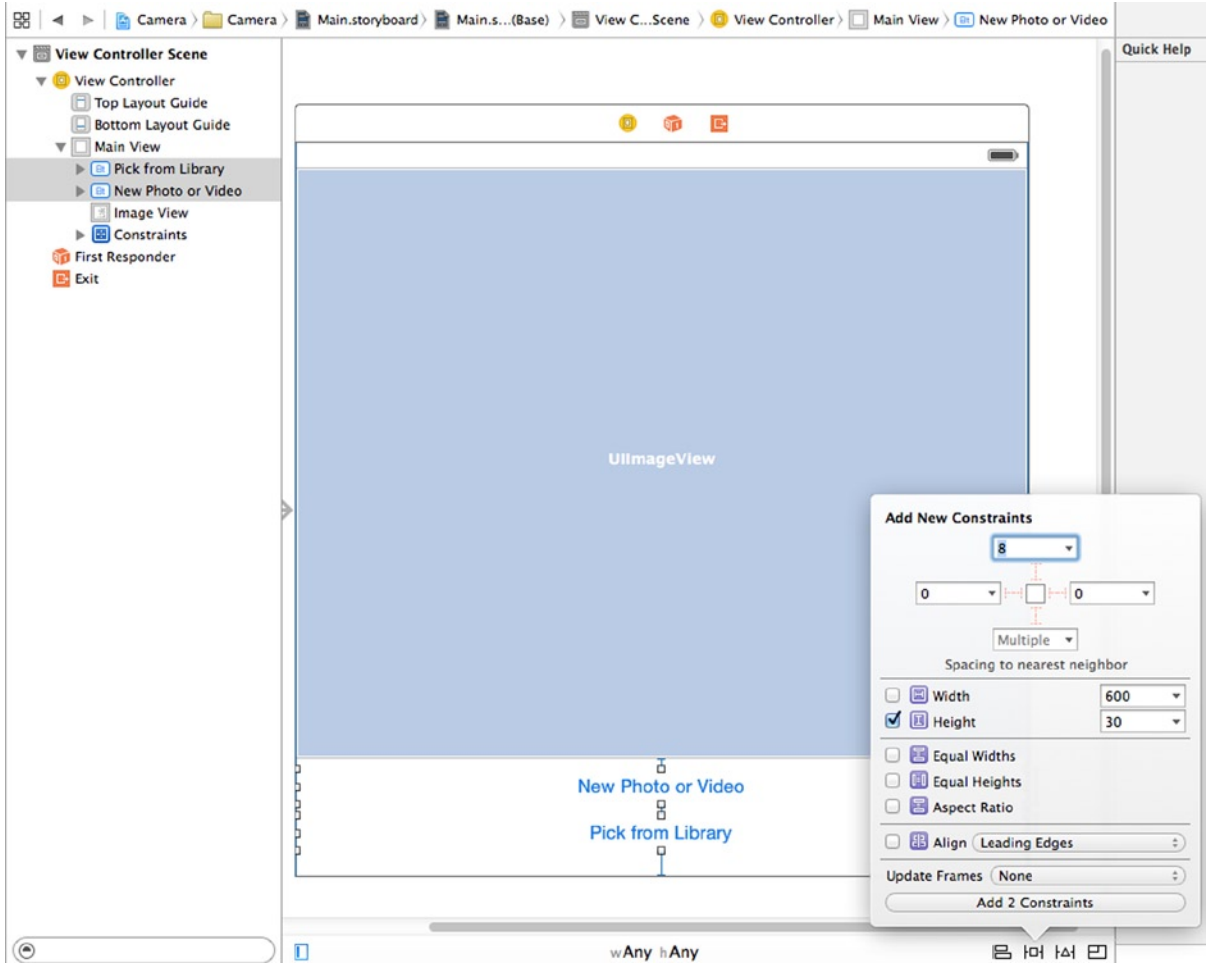 Camera Camera Main.storyboard Main.s...(Base) View C...Scene View Controller Main View New Photo or Video
Quick Help
View Controller Scene
View Controller
Top Layout Guide
Bottom Layout Guide
Main View
Pick from Library
New Photo or Video
Image View
Constraints
First Responder
Exit
UIImageView
New Photo or Video
Pick from Library
Add New Constraints
8
0 0
Multiple
Spacing to nearest neighbor
Width 600
Height 30
Equal Widths
Equal Heights
Aspect Ratio
Align Leading Edges
Update Frames None
Add 2 Constraints
wAny hAny